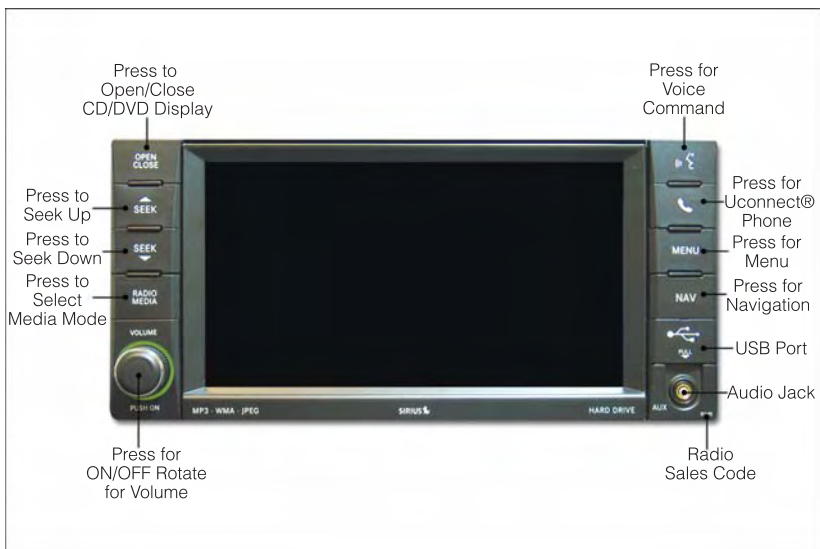 Press to
Open/Close
CD/DVD Display
Press for
Voice
Command
OPEN
CLOSE
Press to
Seek Up
SEEK
Press for
Uconnect®
Phone
Press to
Seek Down
SEEK
MENU
Press for
Menu
Press to
Select
Media Mode
RADIO
MEDIA
NAV
Press for
Navigation
VOLUME
PULL
USB Port
PUSH ON
MP3 · WMA · JPEG
SIRIUS
HARD DRIVE
AUX
Audio Jack
Press for
ON/OFF Rotate
for Volume
Radio
Sales Code